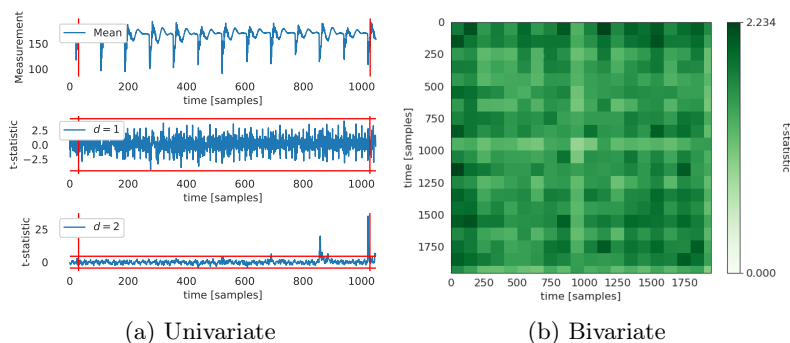 Measurement
150
100
Mean
0 200 400 600 800 1000
time [samples]
t-statistic
2.5
0.0
−2.5
d = 1
0 200 400 600 800 1000
time [samples]
t-statistic
25
0
d = 2
0 200 400 600 800 1000
time [samples]
(a) Univariate
time [samples]
0
250
500
750
1000
1250
1500
1750
0 250 500 750 1000 1250 1500 1750
time [samples]
2.234
0.000
t-statistic
(b) Bivariate